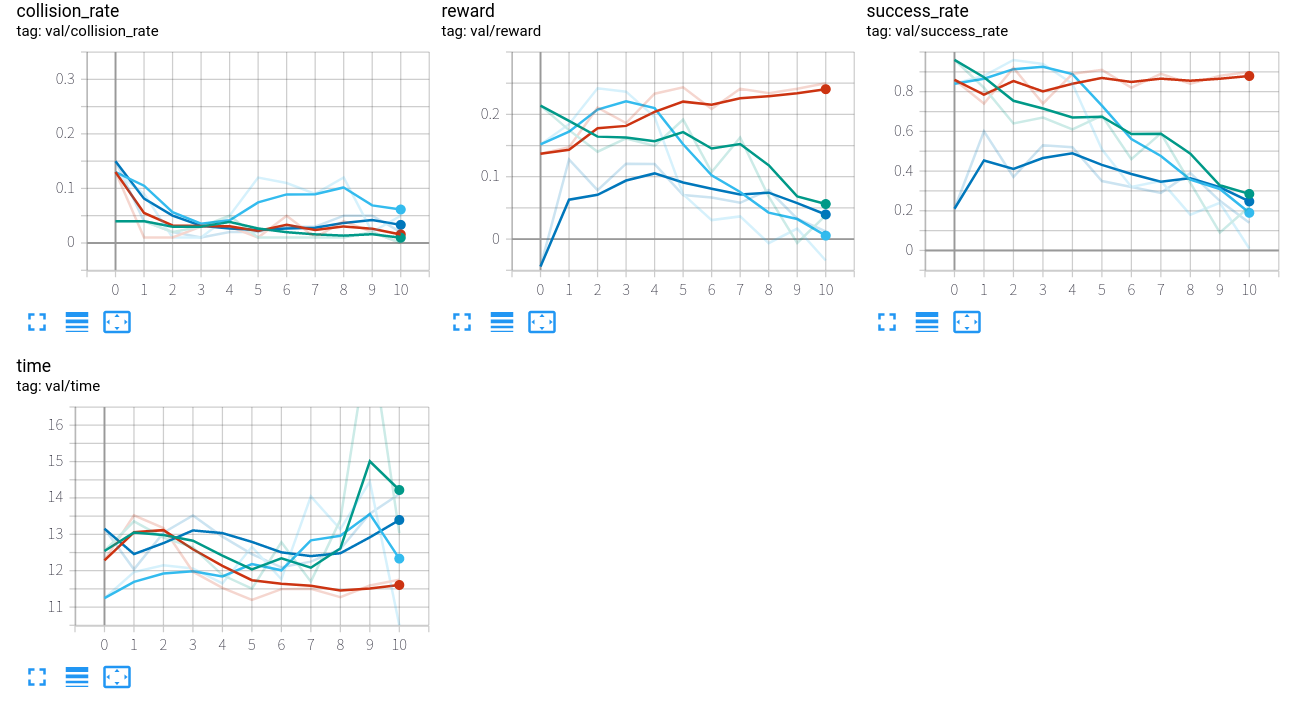 collision_rate
tag: val/collision_rate
0.3
0.2
0.1
0
0 1 2 3 4 5 6 7 8 9 10
reward
tag: val/reward
0.2
0.1
0
0 1 2 3 4 5 6 7 8 9 10
success_rate
tag: val/success_rate
0.8
0.6
0.4
0.2
0
0 1 2 3 4 5 6 7 8 9 10
time
tag: val/time
16
15
14
13
12
11
0 1 2 3 4 5 6 7 8 9 10